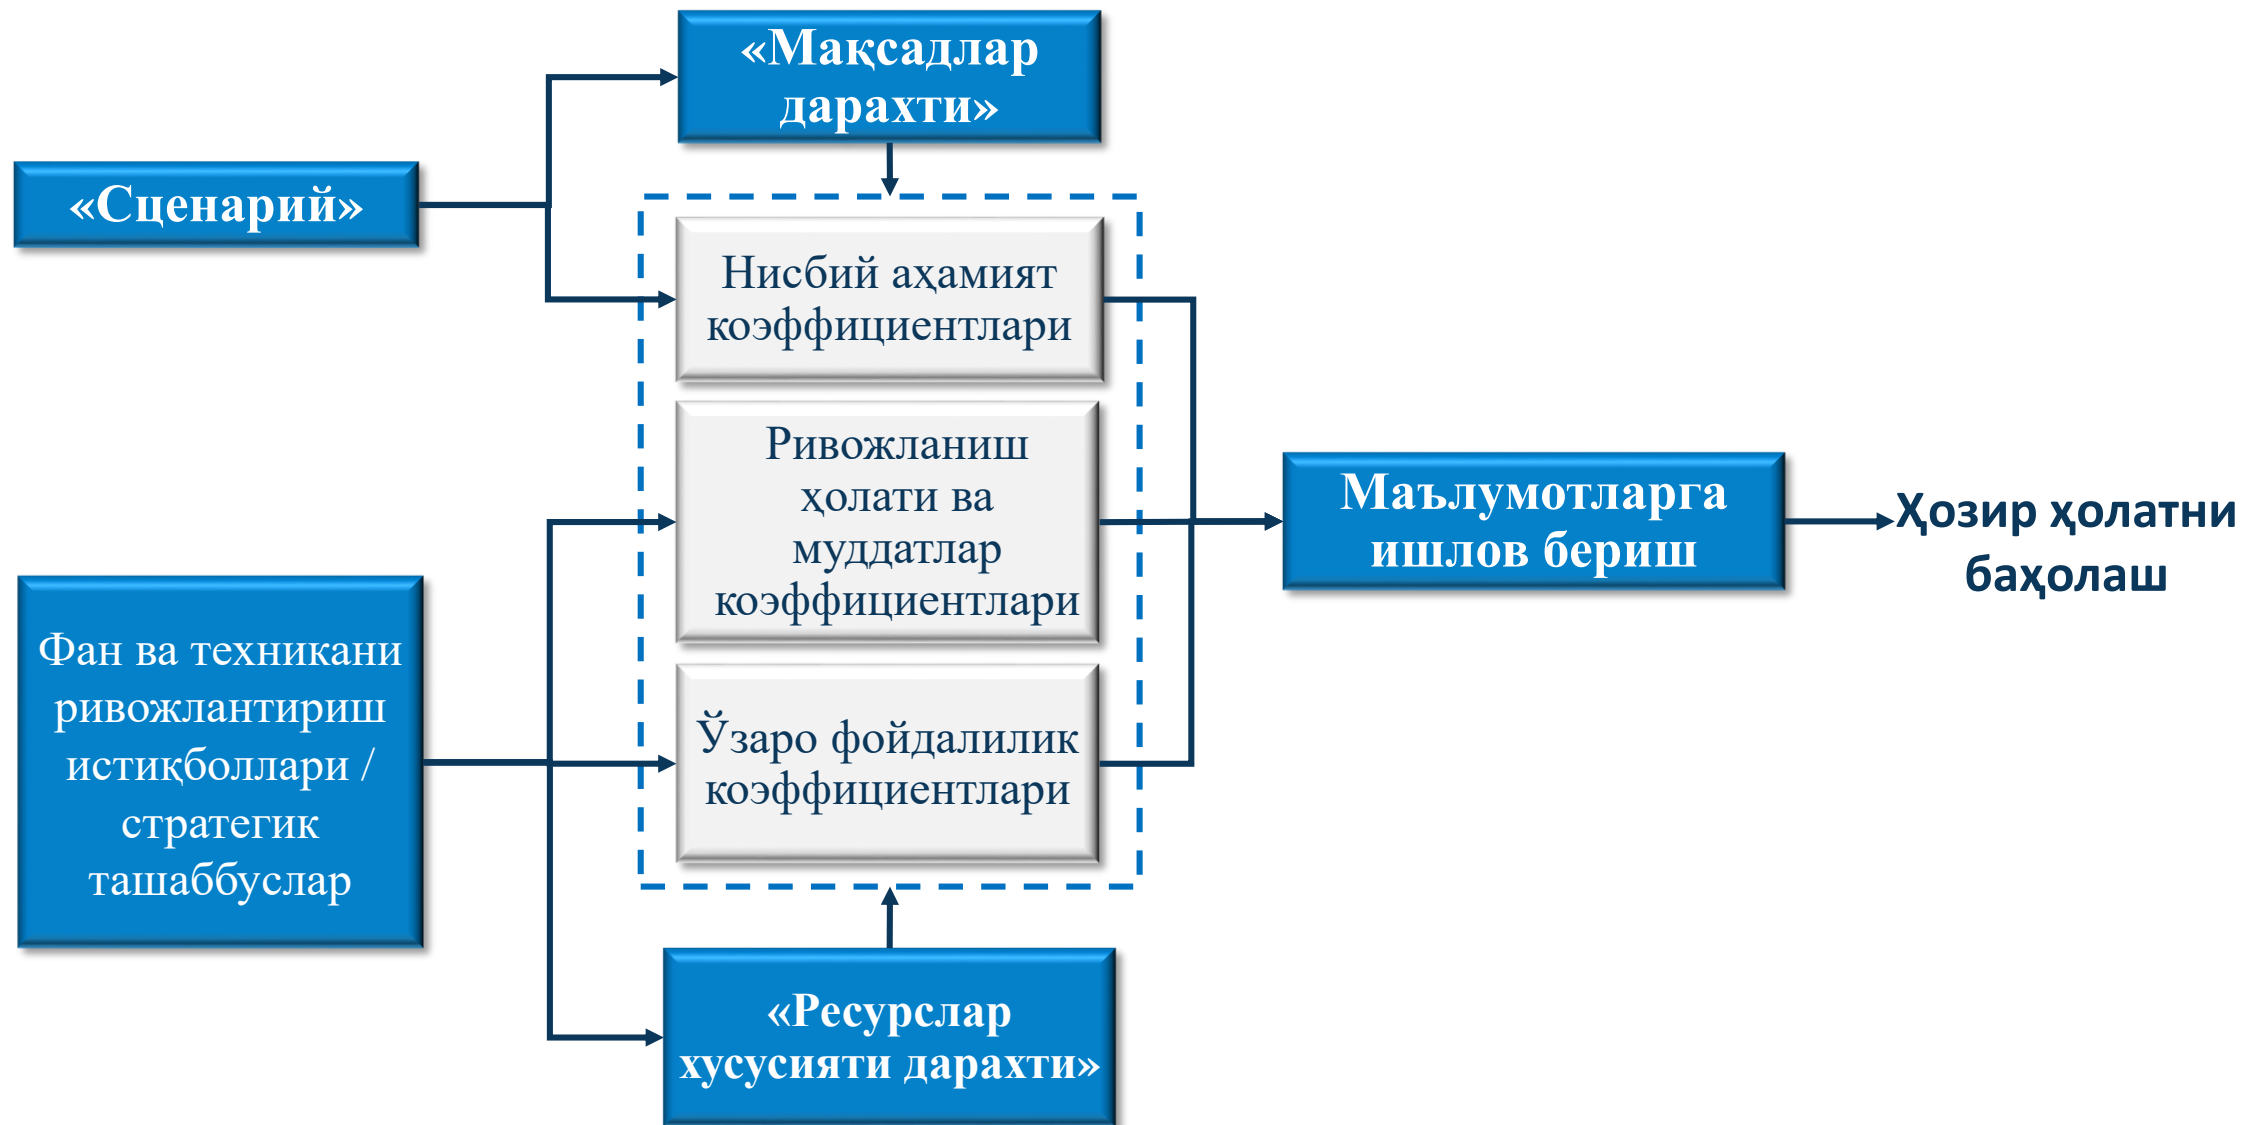 «Мақсадлар
дарахти»
«Сценарий»
Нисбий аҳамият
коэффициентлари
Ривожланиш
ҳолати ва
муддатлар
коэффициентлари
Маълумотларга
ишлов бериш
Ҳозир ҳолатни
баҳолаш
Фан ва техникани
ривожлантириш
истиқболлари /
стратегик
ташаббуслар
Ўзаро фойдалилик
коэффициентлари
«Ресурслар
хусусияти дарахти»